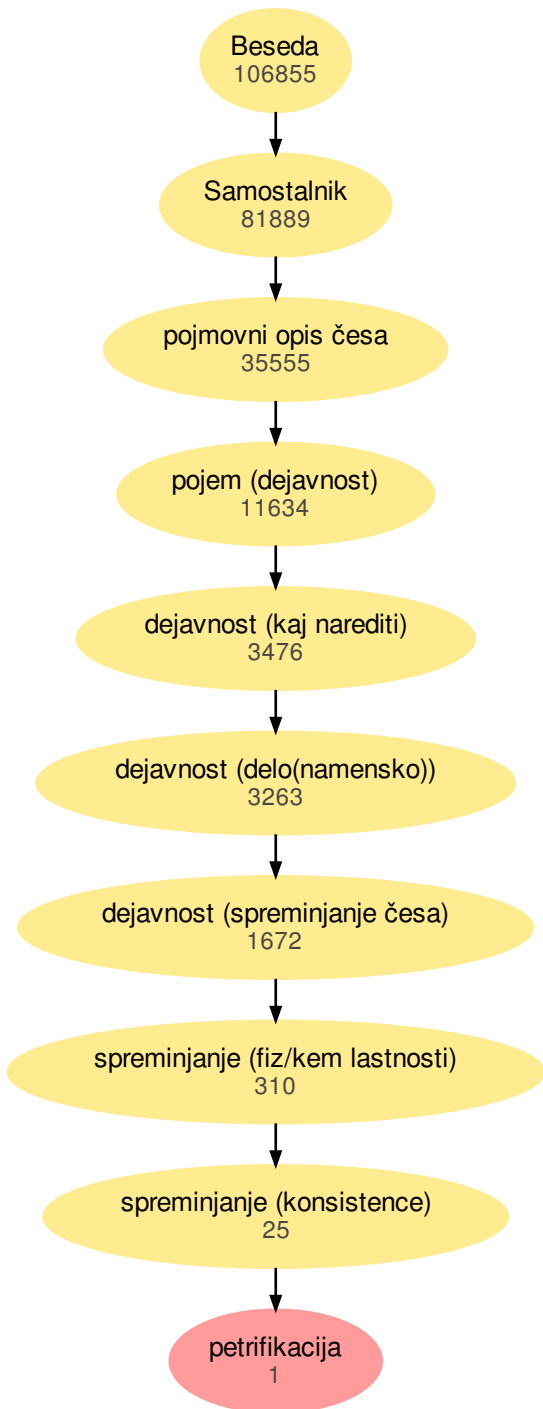 Beseda
106855
Samostalnik
81889
pojmovni opis česa
35555
pojem (dejavnost)
11634
dejavnost (kaj narediti)
3476
dejavnost (delo(namensko))
3263
dejavnost (spreminjanje česa)
1672
spreminjanje (fiz/kem lastnosti)
310
spreminjanje (konsistence)
25
petrifikacija
1